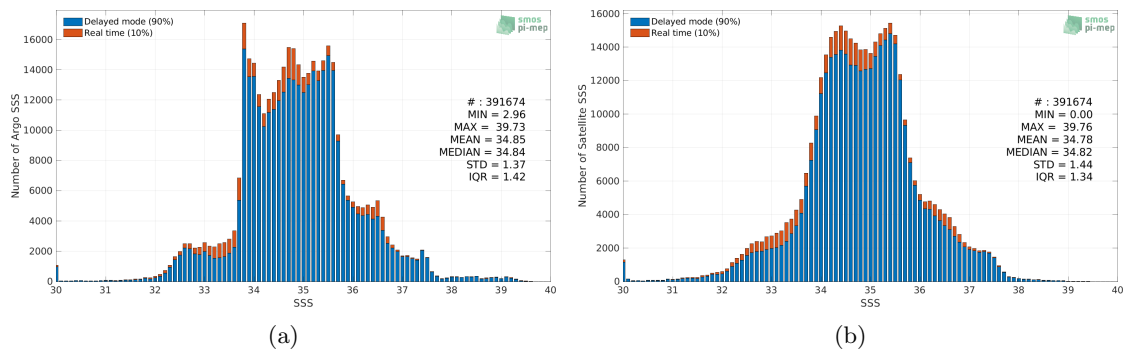 Delayed mode (90%)
Real time (10%)
smos
pi-mep
Number of Argo SSS
16000
14000
12000
10000
8000
6000
4000
2000
0
# : 391674
MIN = 2.96
MAX = 39.73
MEAN = 34.85
MEDIAN = 34.84
STD = 1.37
IQR = 1.42
30 31 32 33 34 35 36 37 38 39 40
SSS
(a)
Delayed mode (90%)
Real time (10%)
smos
pi-mep
Number of Satellite SSS
16000
14000
12000
10000
8000
6000
4000
2000
0
# : 391674
MIN = 0.00
MAX = 39.76
MEAN = 34.78
MEDIAN = 34.82
STD = 1.44
IQR = 1.34
30 31 32 33 34 35 36 37 38 39 40
SSS
(b)